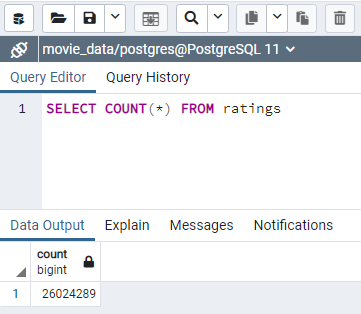 movie_data/postgres@PostgreSQL 11
Query Editor Query History
1 SELECT COUNT(*) FROM ratings
Data Output Explain Messages Notifications
count
bigint
1 26024289